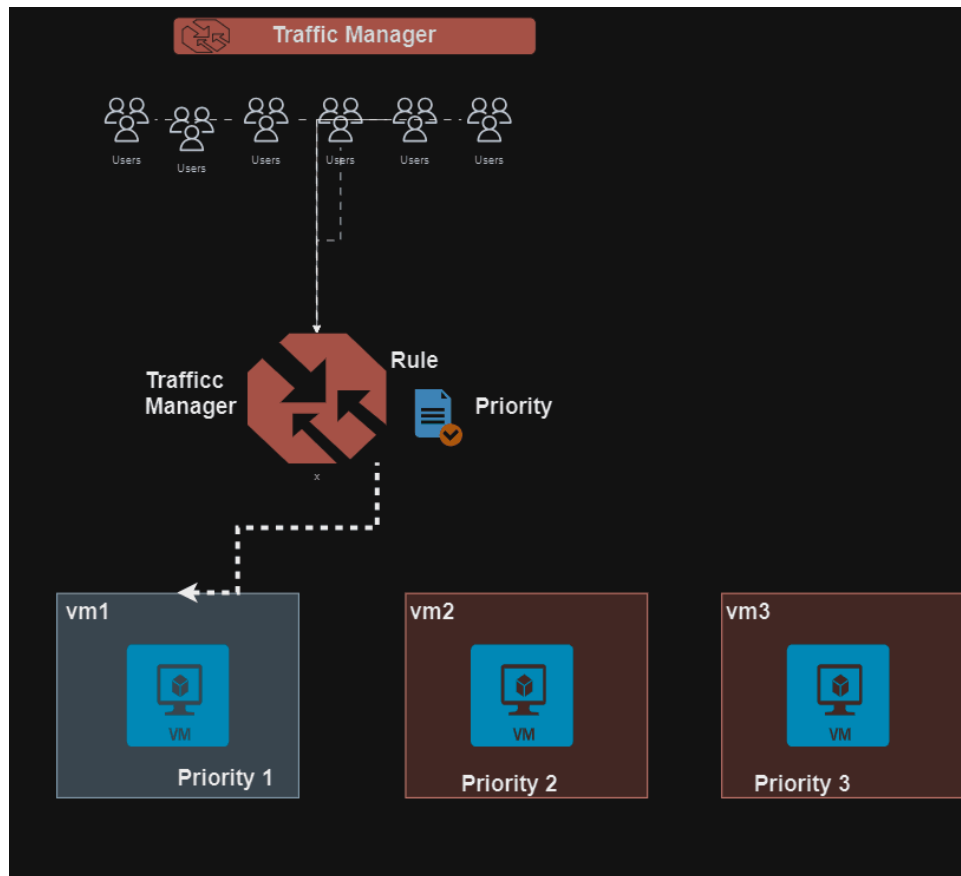 Traffic Manager
Users
Users
Users
Users
Users
Users
Rule
Trafficc
Manager
Priority
x
vm1
vm2
vm3
VM
VM
VM
Priority 1
Priority 2
Priority 3